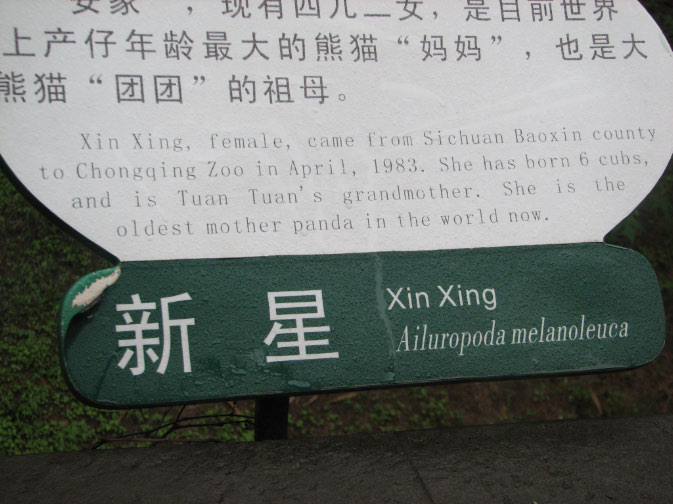 安家”，现有四儿二女，是目前世界
上产仔年龄最大的熊猫“妈妈”，也是大
熊猫“团团”的祖母。
Xin Xing, female, came from Sichuan Baoxin county
to Chongqing Zoo in April, 1983. She has born 6 cubs,
and is Tuan Tuan's grandmother. She is the
oldest mother panda in the world now.
新星
Xin Xing
Ailuropoda melanoleuca